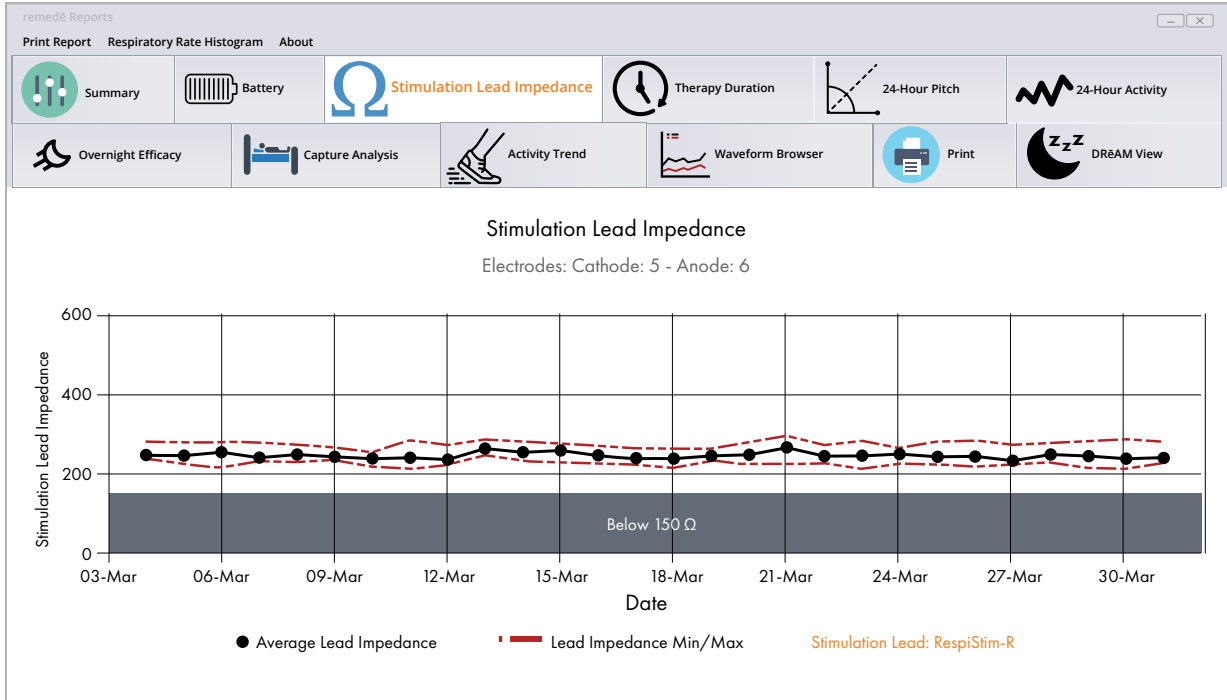 remedē Reports
Print Report Respiratory Rate Histogram About
Summary Battery Ω Stimulation Lead Impedance Therapy Duration 24-Hour Pitch 24-Hour Activity
Overnight Efficacy Capture Analysis Activity Trend Waveform Browser Print zzZ DRēAM View
Stimulation Lead Impedance
Electrodes: Cathode: 5 - Anode: 6
Stimulation Lead Impedance
600
400
200
0
Below 150 Ω
03-Mar 06-Mar 09-Mar 12-Mar 15-Mar 18-Mar 21-Mar 24-Mar 27-Mar 30-Mar
Date
Average Lead Impedance Lead Impedance Min/Max Stimulation Lead: RespiStim-R